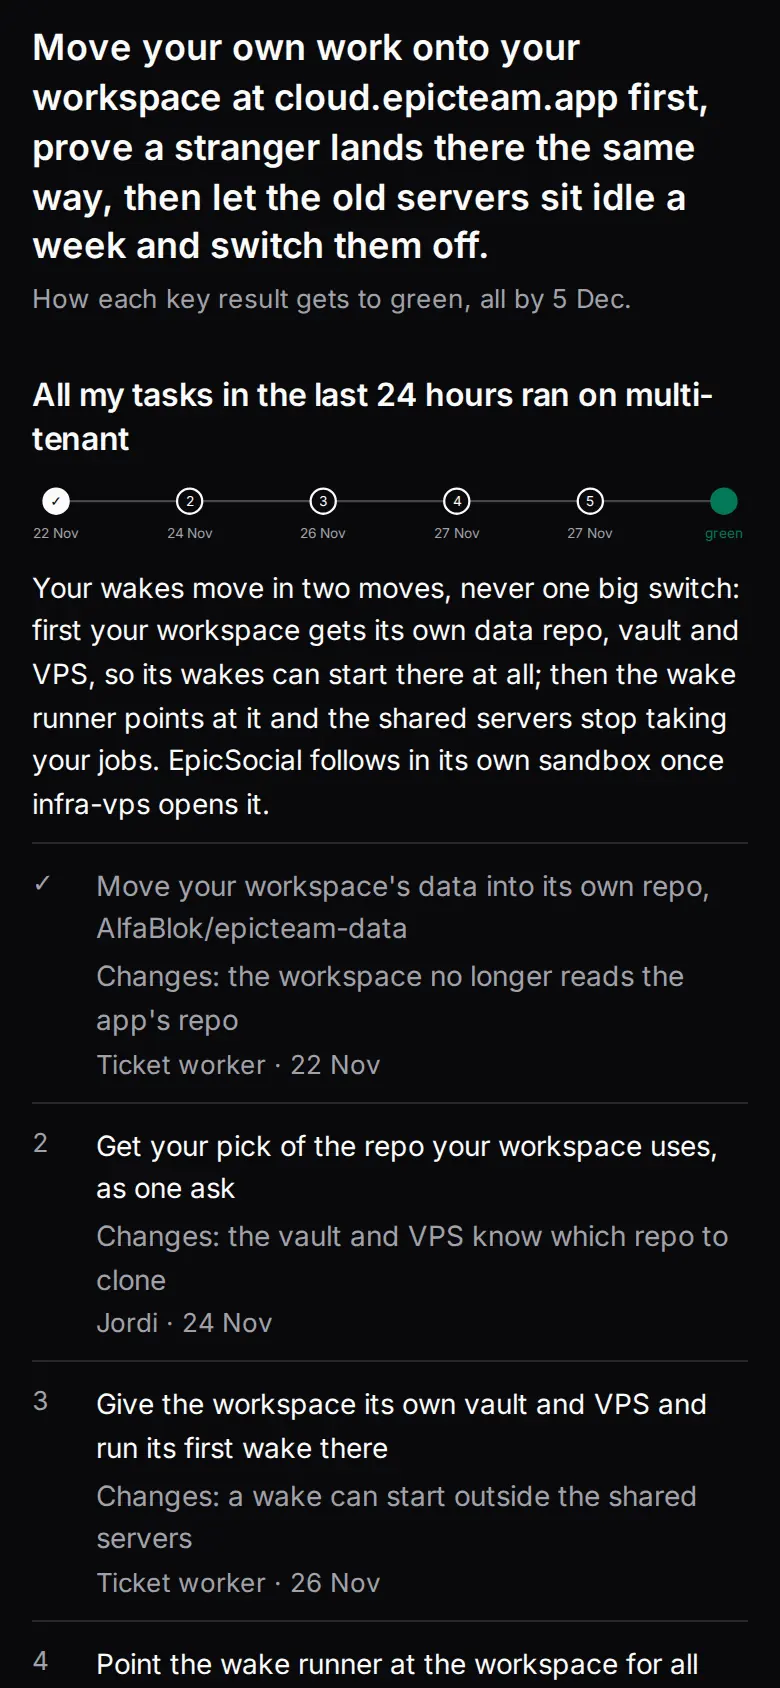 Move your own work onto your
workspace at cloud.epicteam.app first,
prove a stranger lands there the same
way, then let the old servers sit idle a
week and switch them off.
How each key result gets to green, all by 5 Dec.
All my tasks in the last 24 hours ran on multi-
tenant
✓ 2 3 4 5
22 Nov 24 Nov 26 Nov 27 Nov 27 Nov green
Your wakes move in two moves, never one big switch:
first your workspace gets its own data repo, vault and
VPS, so its wakes can start there at all; then the wake
runner points at it and the shared servers stop taking
your jobs. EpicSocial follows in its own sandbox once
infra-vps opens it.
✓ Move your workspace's data into its own repo,
AlfaBlok/epicteam-data
Changes: the workspace no longer reads the
app's repo
Ticket worker · 22 Nov
2 Get your pick of the repo your workspace uses,
as one ask
Changes: the vault and VPS know which repo to
clone
Jordi · 24 Nov
3 Give the workspace its own vault and VPS and
run its first wake there
Changes: a wake can start outside the shared
servers
Ticket worker · 26 Nov
4 Point the wake runner at the workspace for all